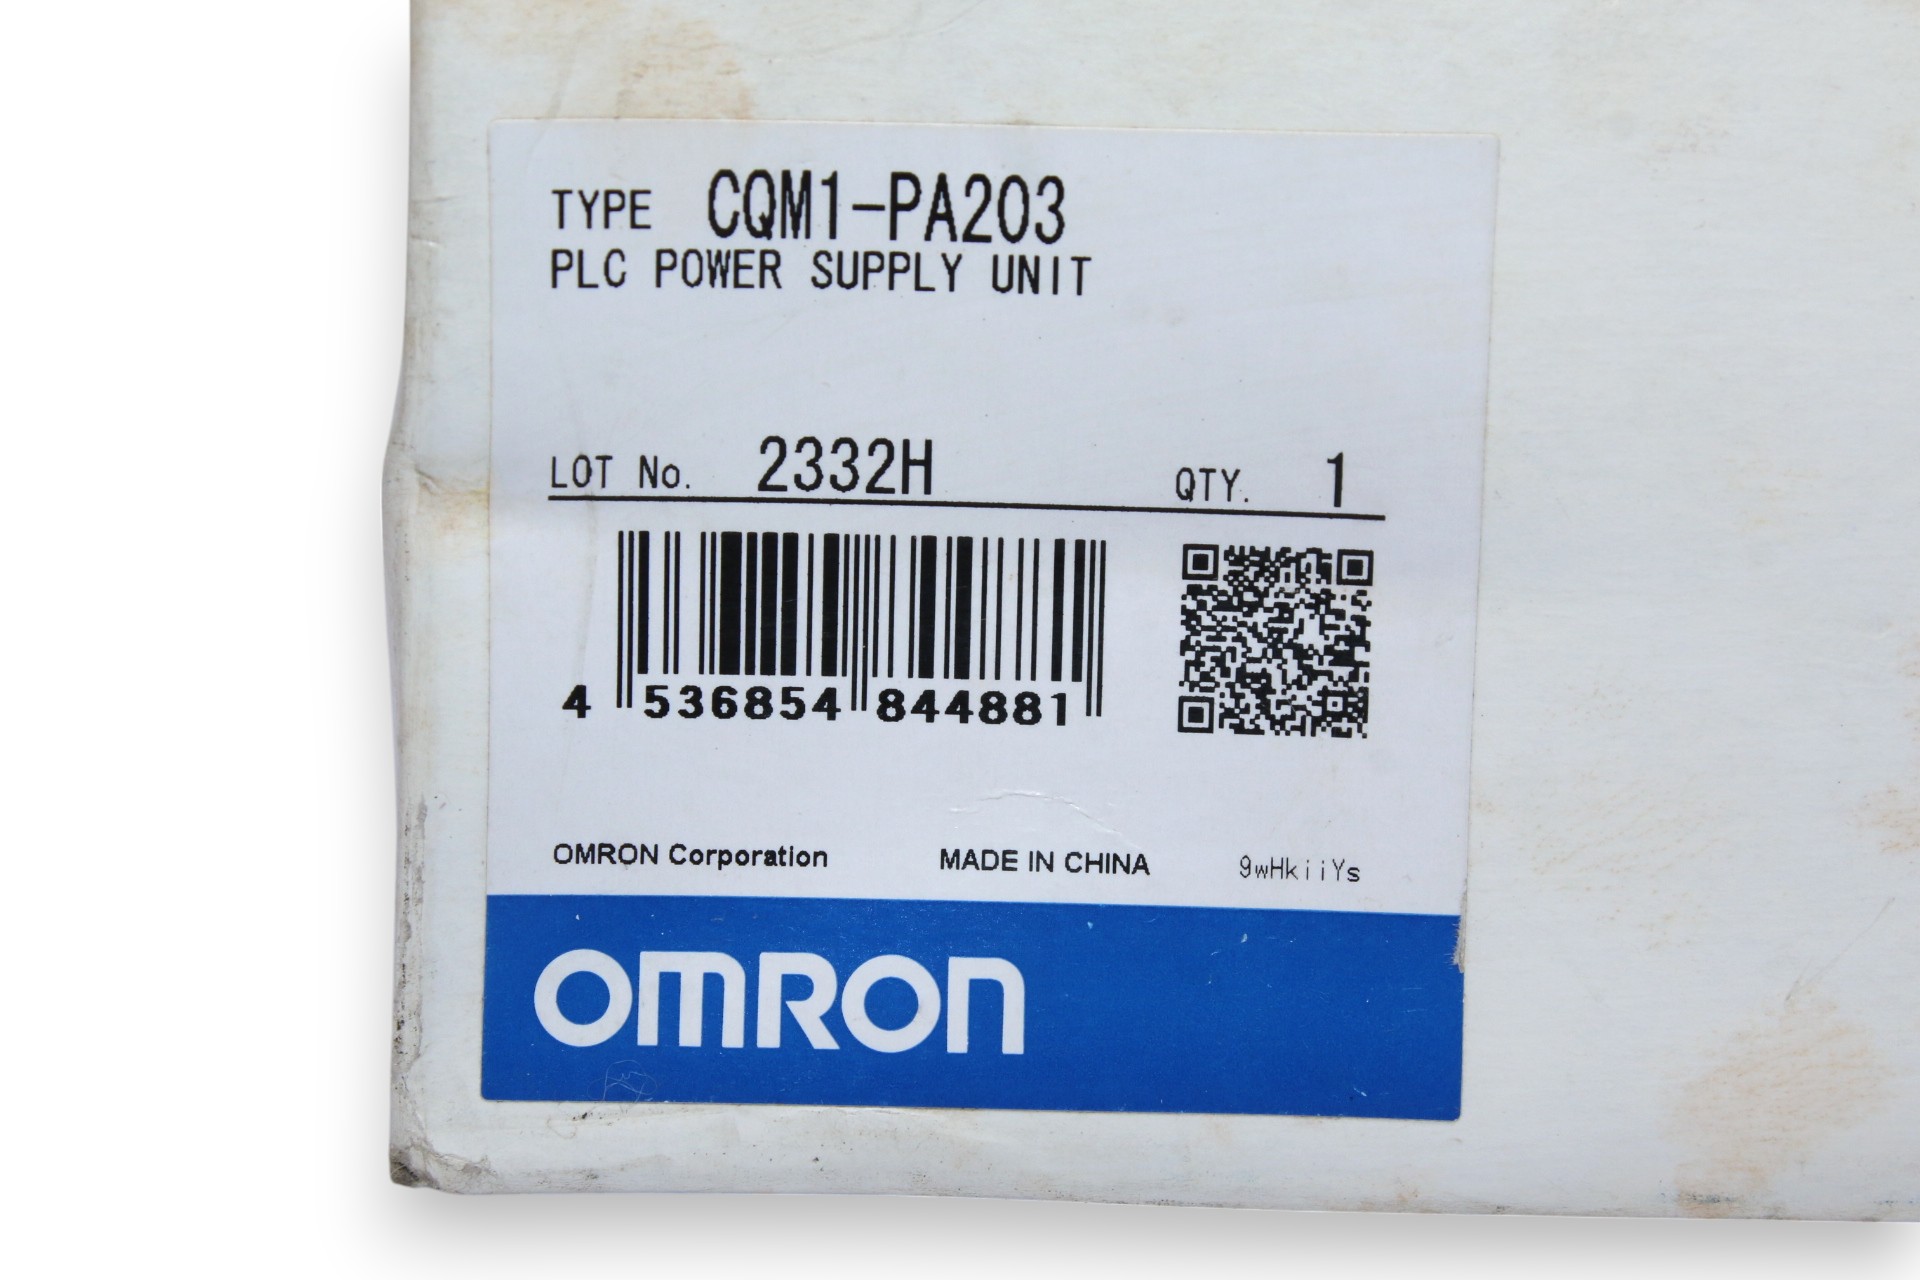 TYPE CQM1-PA203
PLC POWER SUPPLY UNIT
LOT No. 2332H QTY. 1
4 536854 844881
OMRON Corporation MADE IN CHINA 9wHkiiYs
OMRON